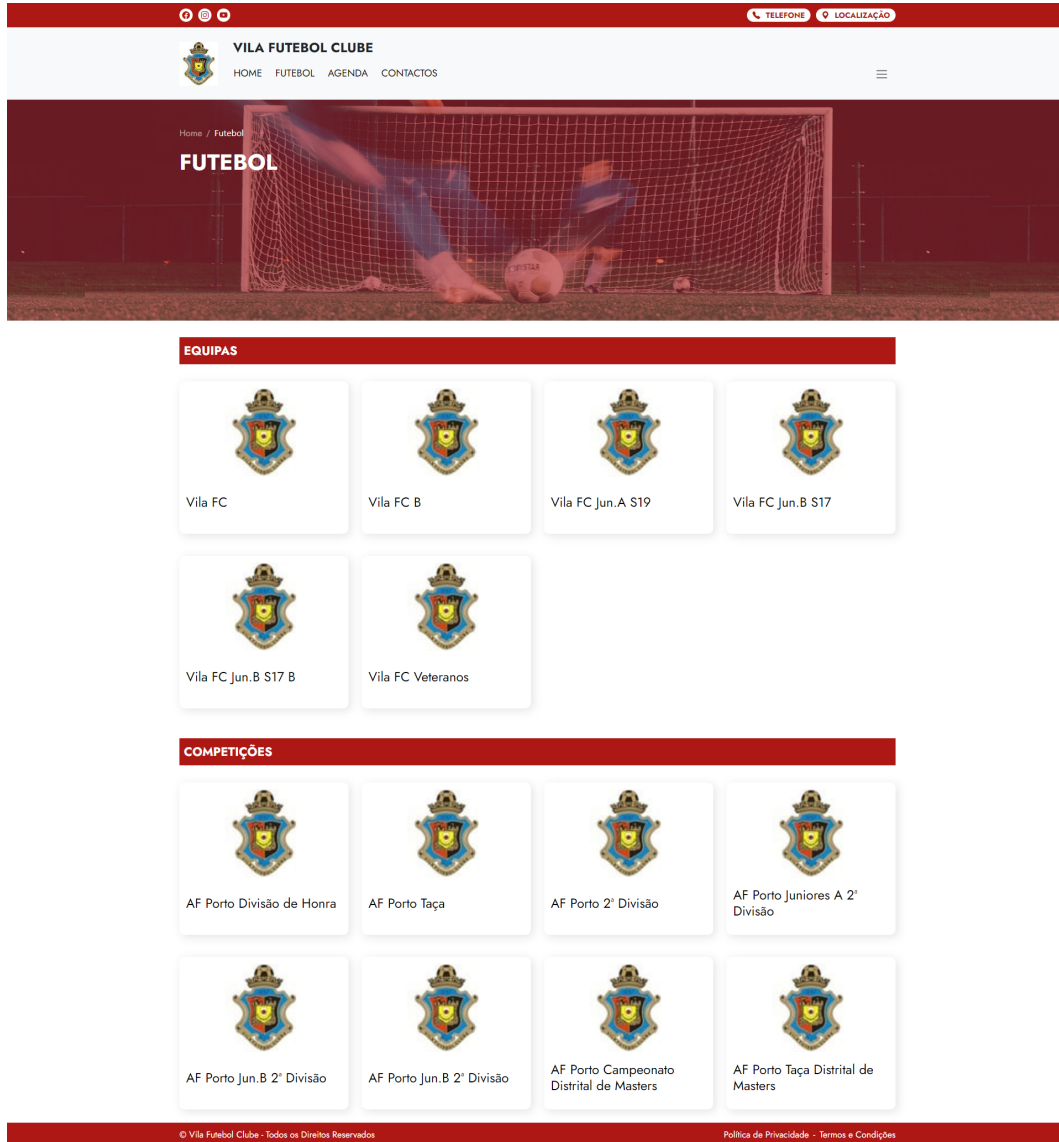 TELEFONE
LOCALIZAÇÃO
VILA FUTEBOL CLUBE
HOME FUTEBOL AGENDA CONTACTOS
Home / Futebol
FUTEBOL
EQUIPAS
Vila FC
Vila FC B
Vila FC Jun.A S19
Vila FC Jun.B S17
Vila FC Jun.B S17 B
Vila FC Veteranos
COMPETIÇÕES
AF Porto Divisão de Honra
AF Porto Taça
AF Porto 2ª Divisão
AF Porto Juniores A 2ª
Divisão
AF Porto Jun.B 2ª Divisão
AF Porto Jun.B 2ª Divisão
AF Porto Campeonato
Distrital de Masters
AF Porto Taça Distrital de
Masters
© Vila Futebol Clube - Todos os Direitos Reservados
Política de Privacidade - Termos e Condições